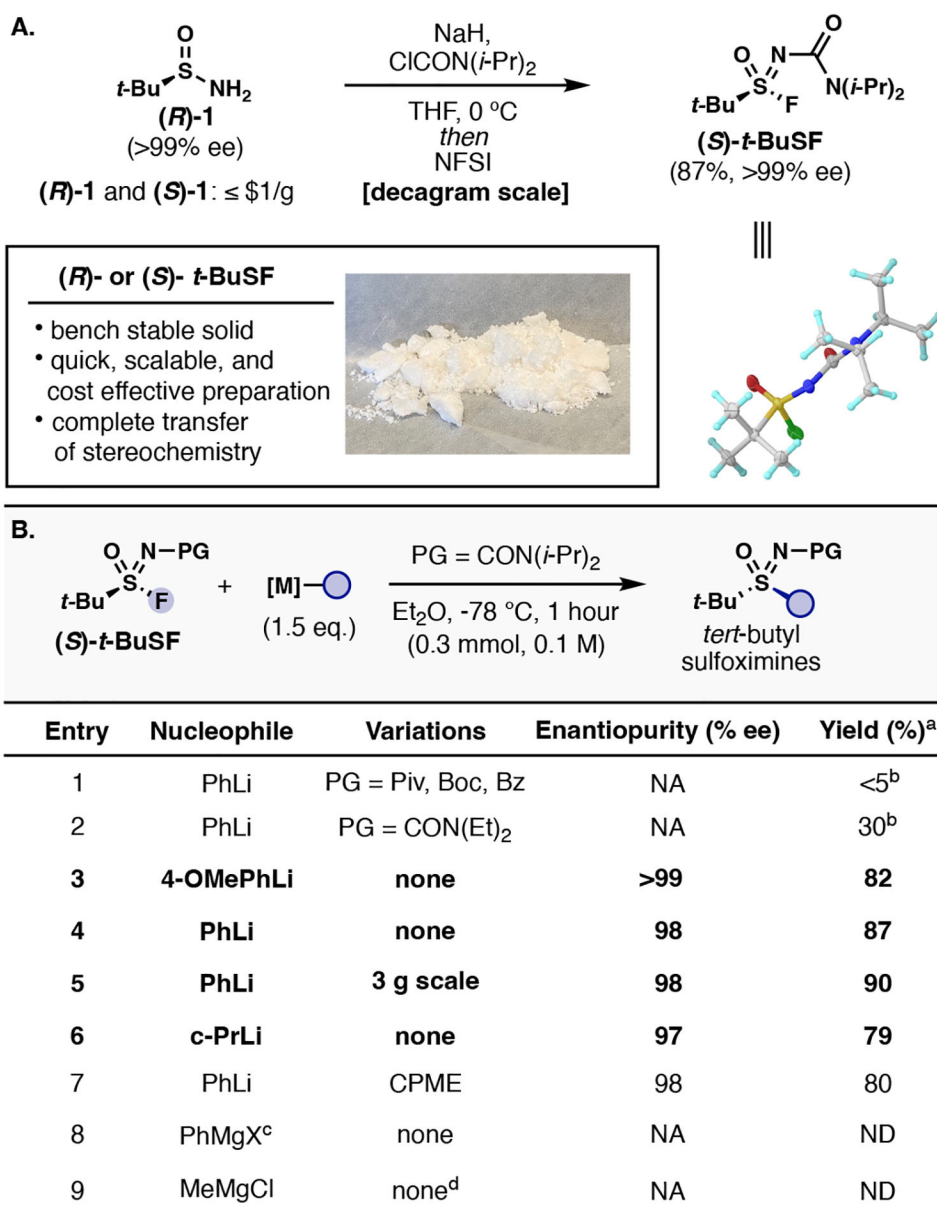 A.
O
S
t-Bu
NH2
(R)-1
(>99% ee)
(R)-1 and (S)-1: ≤ $1/g
NaH,
ClCON(i-Pr)2
THF, 0 ºC
then
NFSI
[decagram scale]
O
O
N
S
t-Bu
F
N(i-Pr)2
(S)-t-BuSF
(87%, >99% ee)
(R)- or (S)- t-BuSF
• bench stable solid
• quick, scalable, and
cost effective preparation
• complete transfer
of stereochemistry
B.
O N–PG
S
t-Bu F
(S)-t-BuSF
+
[M]
(1.5 eq.)
PG = CON(i-Pr)2
Et2O, -78 °C, 1 hour
(0.3 mmol, 0.1 M)
O N–PG
S
t-Bu
tert-butyl
sulfoximines
Entry Nucleophile Variations Enantiopurity (% ee) Yield (%)a
1 PhLi PG = Piv, Boc, Bz NA <5b
2 PhLi PG = CON(Et)2 NA 30b
3 4-OMePhLi none >99 82
4 PhLi none 98 87
5 PhLi 3 g scale 98 90
6 c-PrLi none 97 79
7 PhLi CPME 98 80
8 PhMgXc none NA ND
9 MeMgCl noned NA ND